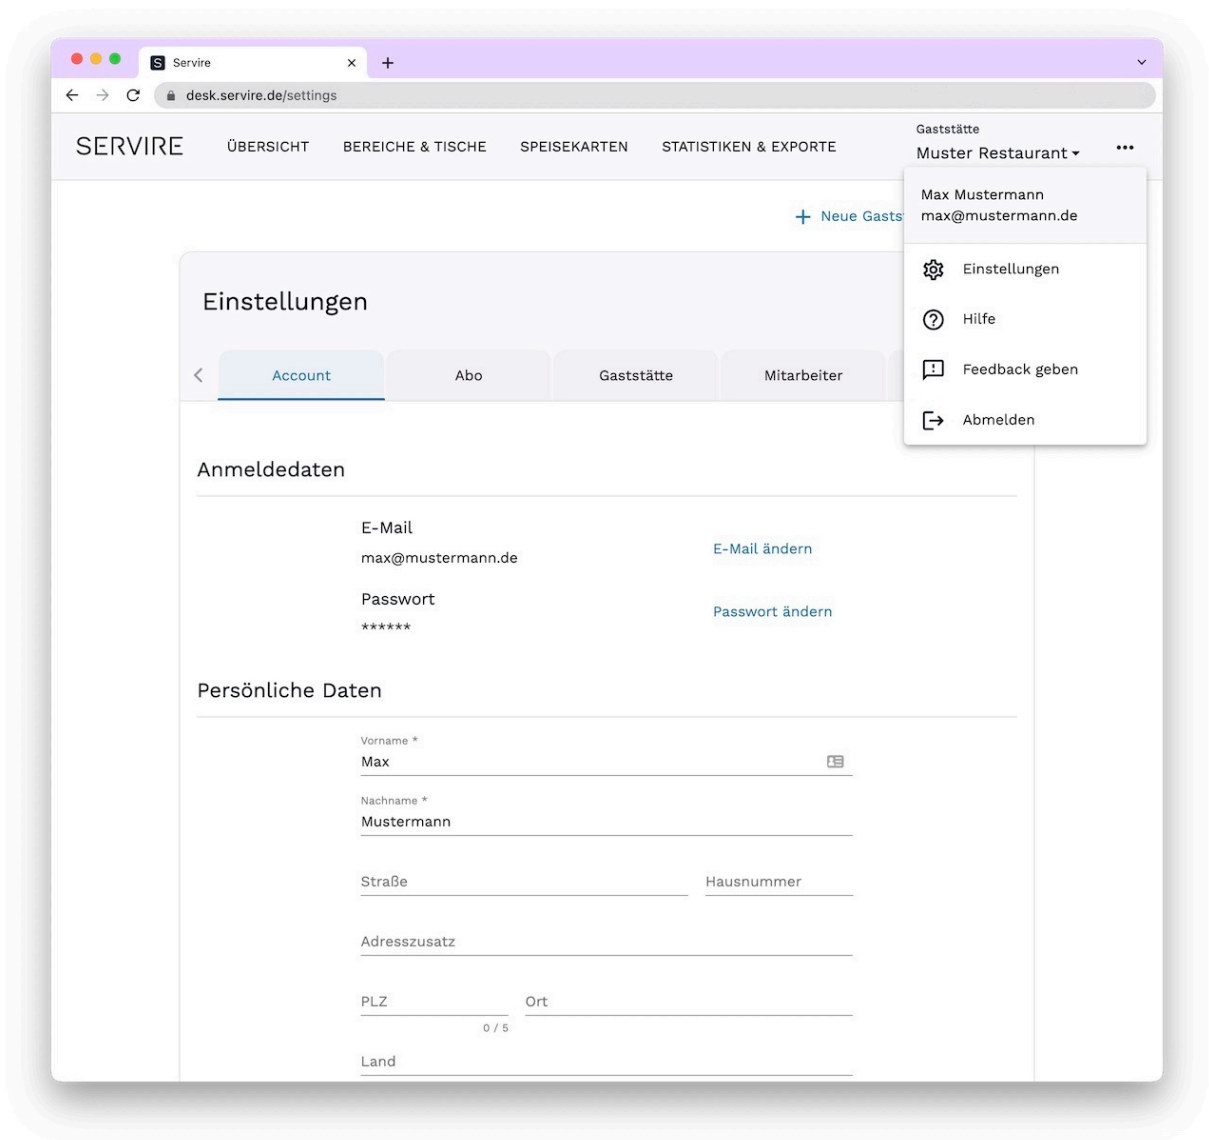 Servire
desk.servire.de/settings
SERVIRE
ÜBERSICHT
BEREICHE & TISCHE
SPEISEKARTEN
STATISTIKEN & EXPORTE
Gaststätte
Muster Restaurant
Max Mustermann
max@mustermann.de
Einstellungen
Hilfe
Feedback geben
Abmelden
+ Neue
Einstellungen
Account
Abo
Gaststätte
Mitarbeiter
Anmeldedaten
E-Mail
max@mustermann.de
E-Mail ändern
Passwort
******
Passwort ändern
Persönliche Daten
Vorname *
Max
Nachname *
Mustermann
Straße
Hausnummer
Adresszusatz
PLZ
Ort
0 / 5
Land